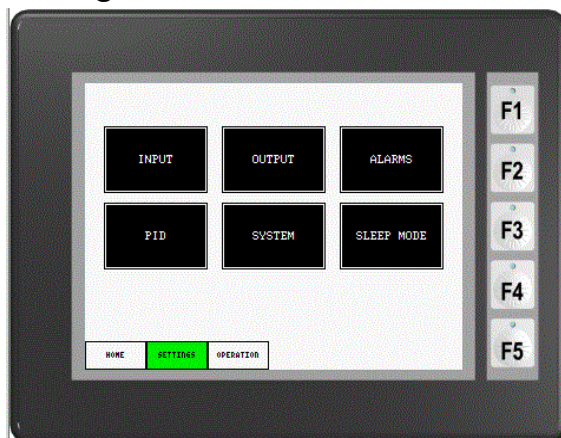 INPUT OUTPUT ALARMS
PID SYSTEM SLEEP MODE
HOME SETTINGS OPERATION
F1
F2
F3
F4
F5